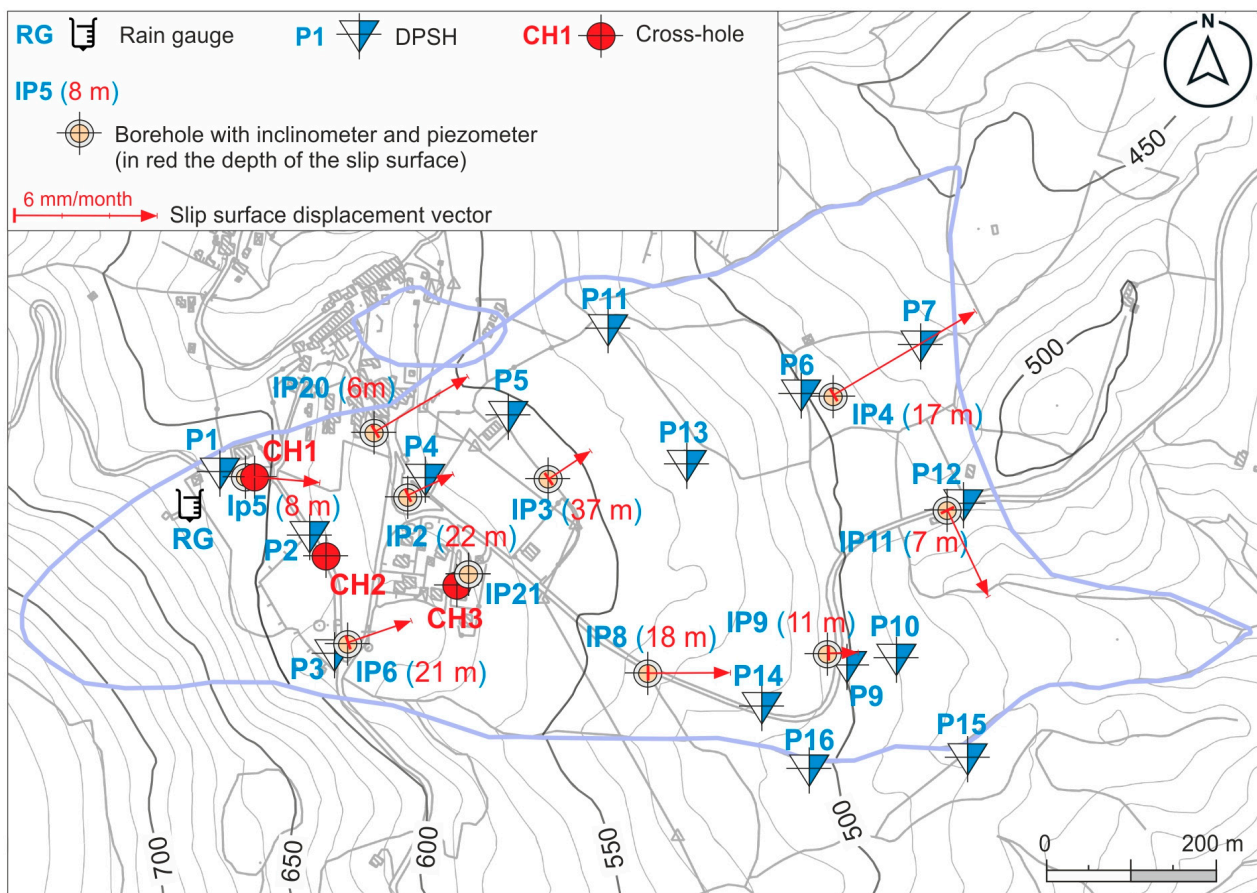 RG Rain gauge P1 DPSH CH1 Cross-hole
IP5 (8 m)
Borehole with inclinometer and piezometer
(in red the depth of the slip surface)
6 mm/month Slip surface displacement vector
N
450
500
P11
P7
P6
IP20 (6m)
P5
IP4 (17 m)
P4
P1
CH1
P13
P12
Ip5 (8 m)
RG
IP3 (37 m)
IP2 (22 m)
P2
IP11 (7 m)
CH2
IP21
CH3
IP8 (18 m)
IP9 (11 m)
P10
P3
IP6 (21 m)
P14
P9
P16
P15
700
650
600
550
500
0 200 m